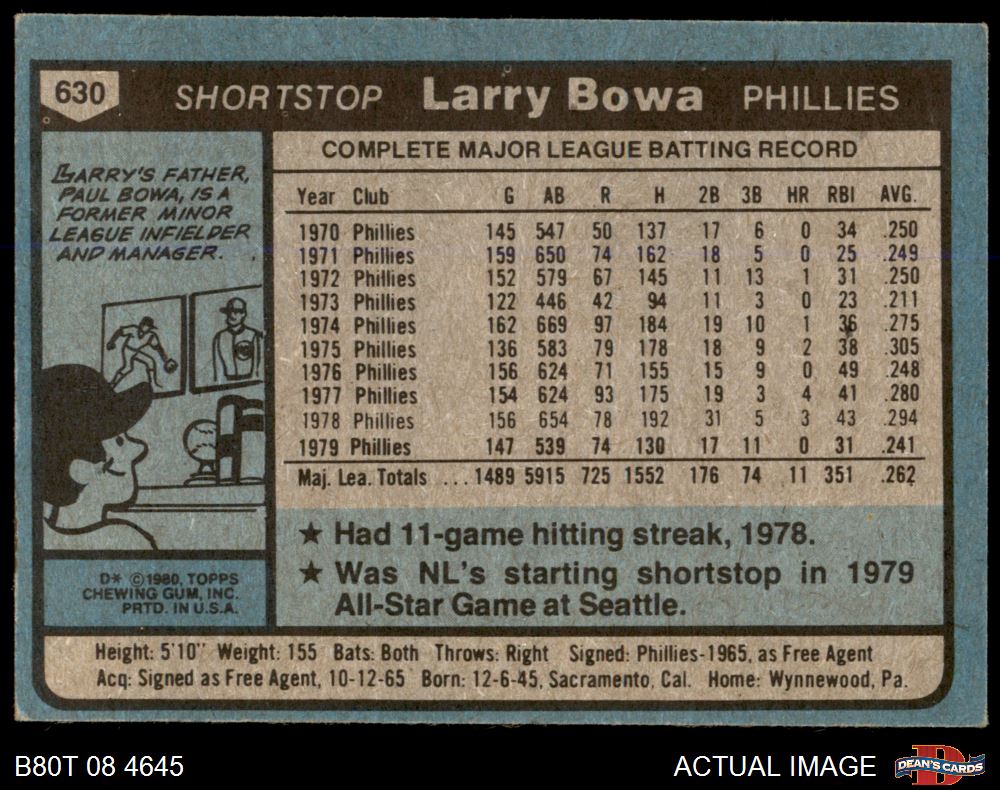 630 SHORTSTOP Larry Bowa PHILLIES
LARRY'S FATHER,
PAUL BOWA, IS A
FORMER MINOR
LEAGUE INFIELDER
AND MANAGER.
COMPLETE MAJOR LEAGUE BATTING RECORD
Year Club G AB R H 2B 3B HR RBI AVG.
1970 Phillies 145 547 50 137 17 6 0 34 .250
1971 Phillies 159 650 74 162 18 5 0 25 .249
1972 Phillies 152 579 67 145 11 13 1 31 .250
1973 Phillies 122 446 42 94 11 3 0 23 .211
1974 Phillies 162 669 97 184 19 10 1 36 .275
1975 Phillies 136 583 79 178 18 9 2 38 .305
1976 Phillies 156 624 71 155 15 9 0 49 .248
1977 Phillies 154 624 93 175 19 3 4 41 .280
1978 Phillies 156 654 78 192 31 5 3 43 .294
1979 Phillies 147 539 74 130 17 11 0 31 .241
Maj. Lea. Totals ... 1489 5915 725 1552 176 74 11 351 .262
★ Had 11-game hitting streak, 1978.
★ Was NL's starting shortstop in 1979
All-Star Game at Seattle.
D* ©1980, TOPPS
CHEWING GUM, INC.
PRTD. IN U.S.A.
Height: 5'10" Weight: 155 Bats: Both Throws: Right Signed: Phillies-1965, as Free Agent
Acq: Signed as Free Agent, 10-12-65 Born: 12-6-45, Sacramento, Cal. Home: Wynnewood, Pa.
B80T 08 4645
ACTUAL IMAGE
D
DEAN'S CARDS